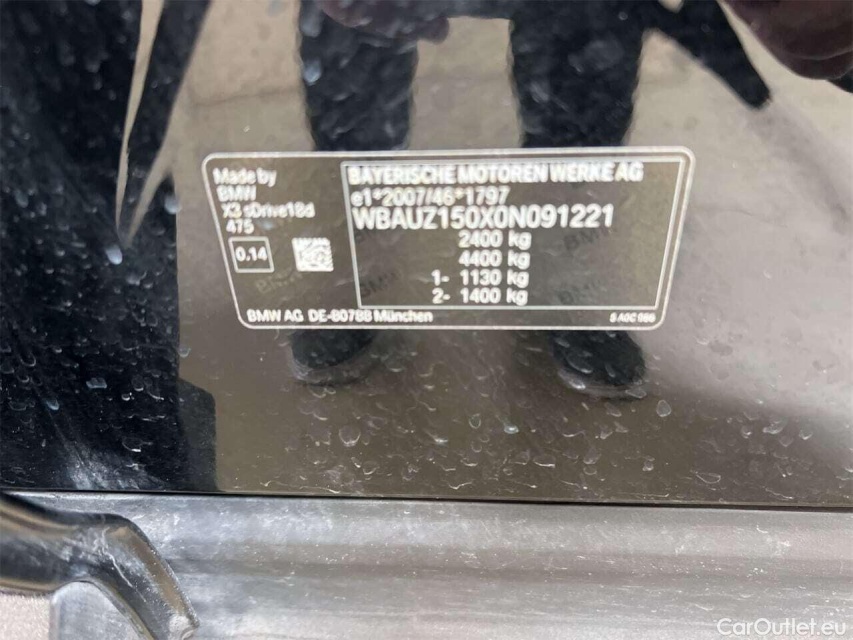 Made by
BMW
X3 sDrive18d
475
0.14
BAYERISCHE MOTOREN WERKE AG
e1*2007/46*1797
WBAUZ150X0N091221
2400 kg
4400 kg
1- 1130 kg
2- 1400 kg
BMW AG DE-80788 München
CarOutlet.eu